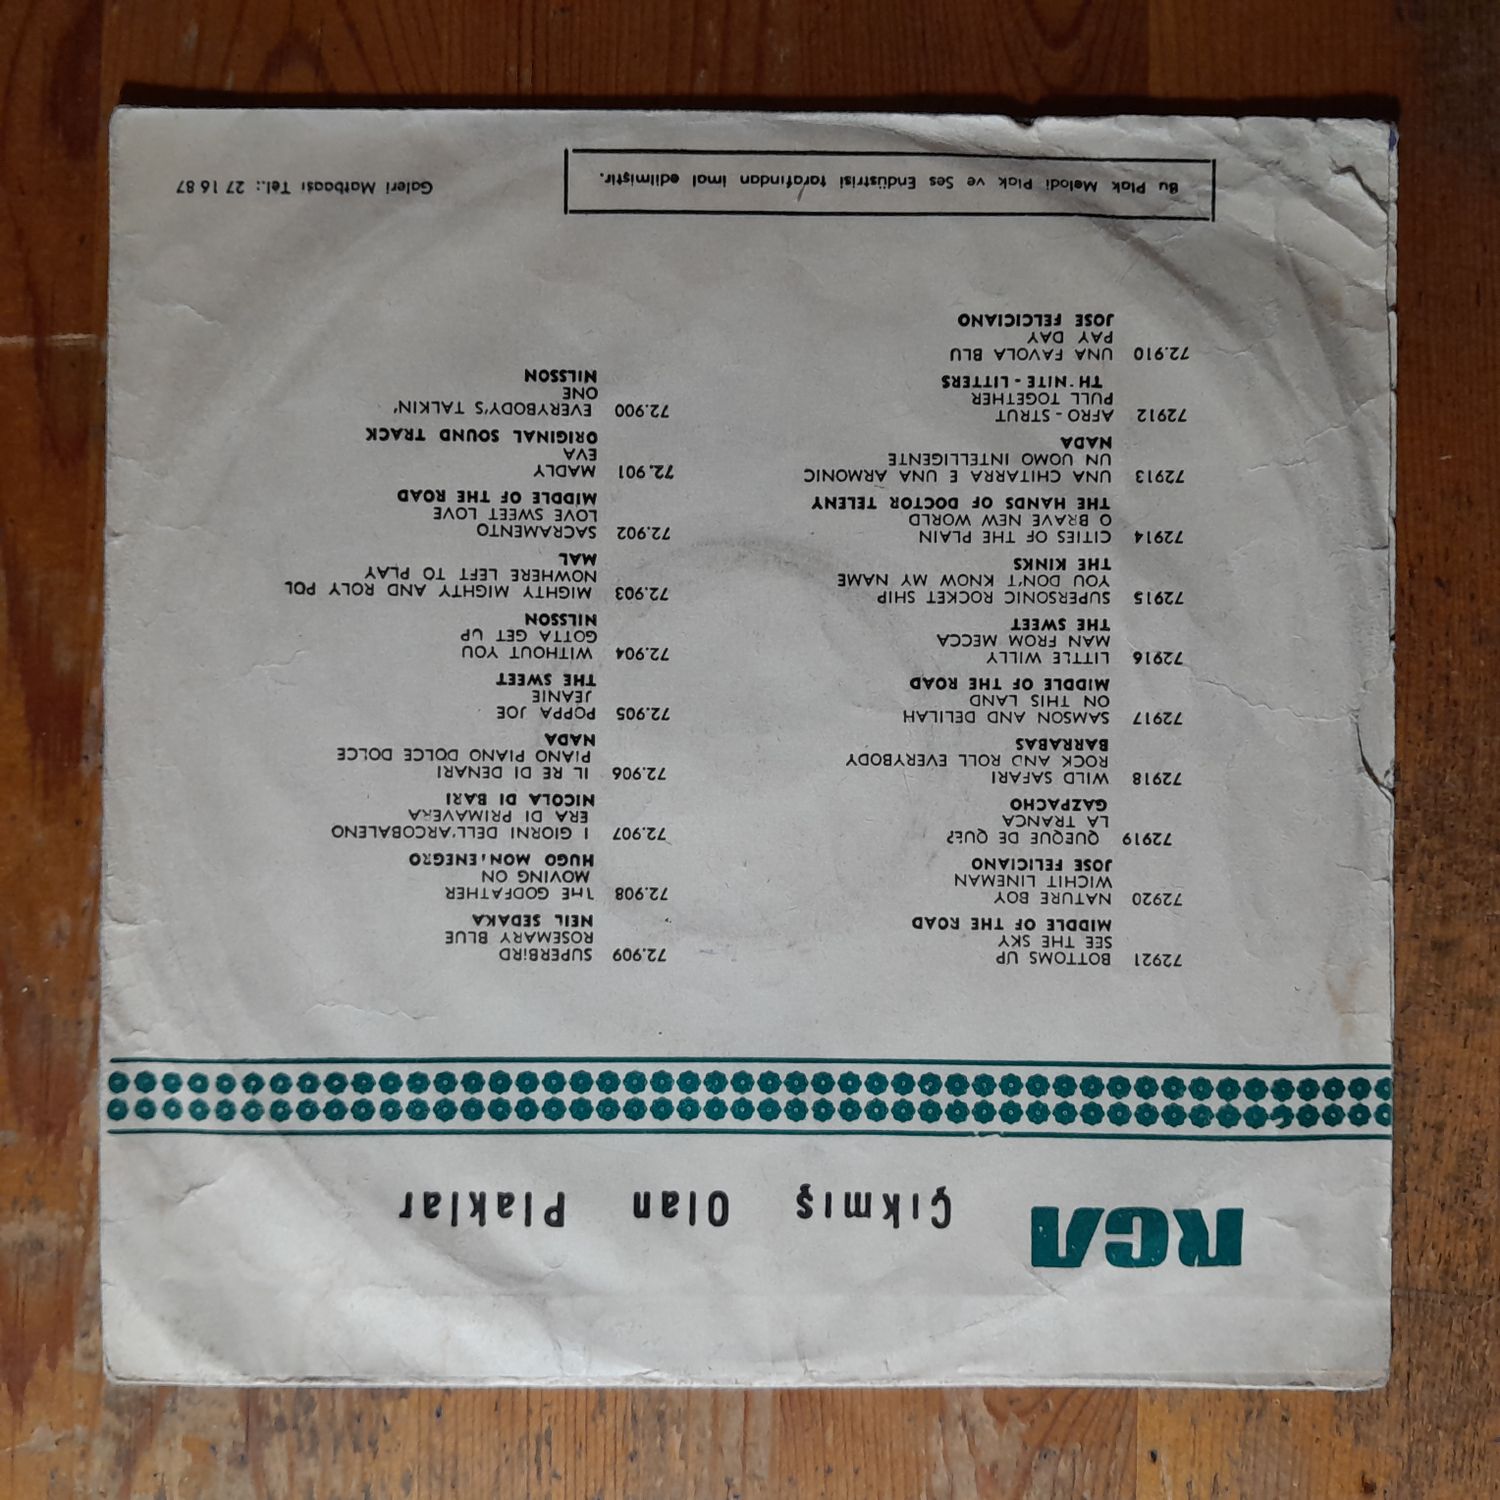 RCA Çıkmış Olan Plaklar
72921 BOTTOMS UP
SEE THE SKY
MIDDLE OF THE ROAD
72920 NATURE BOY
WICHIT LINEMAN
JOSE FELICIANO
72919 QUEQUE DE QUE?
LA TRANCA
GAZPACHO
72918 WILD SAFARI
ROCK AND ROLL EVERYBODY
BARRABAS
72917 SAMSON AND DELILAH
ON THIS LAND
MIDDLE OF THE ROAD
72916 LITTLE WILLY
MAN FROM MECCA
THE SWEET
72915 SUPERSONIC ROCKET SHIP
YOU DON'T KNOW MY NAME
THE KINKS
72914 CITIES OF THE PLAIN
O BRAVE NEW WORLD
THE HANDS OF DOCTOR TELENY
72913 UNA CHITARRA E UNA ARMONIC
UN UOMO INTELLIGENTE
NADA
72912 AFRO - STRUT
PULL TOGETHER
TH'NITE - LITTERS
72.910 UNA FAVOLA BLU
PAY DAY
JOSE FELCICIANO
72.909 SUPERBiRD
ROSEMARY BLUE
NEIL SEDAKA
72.908 THE GODFATHER
MOVING ON
HUGO MON,ENEGRO
72.907 I GIORNI DELL'ARCOBALENO
ERA DI PRIMAVERA
NICOLA DI BARI
72.906 IL RE DI DENARI
PIANO PIANO DOLCE DOLCE
NADA
72.905 POPPA JOE
JEANIE
THE SWEET
72.904 WITHOUT YOU
GOTTA GET UP
NILSSON
72.903 MIGHTY MIGHTY AND ROLY POL
NOWHERE LEFT TO PLAY
MAL
72.902 SACRAMENTO
LOVE SWEET LOVE
MIDDLE OF THE ROAD
72.901 MADLY
EVA
ORIGINAL SOUND TRACK
72.900 EVERYBODY'S TALKIN'
ONE
NILSSON
Bu Plak Melodi Plak ve Ses Endüstrisi tarafından imal edilmiştir.
Galeri Matbaası Tel.: 27 16 87